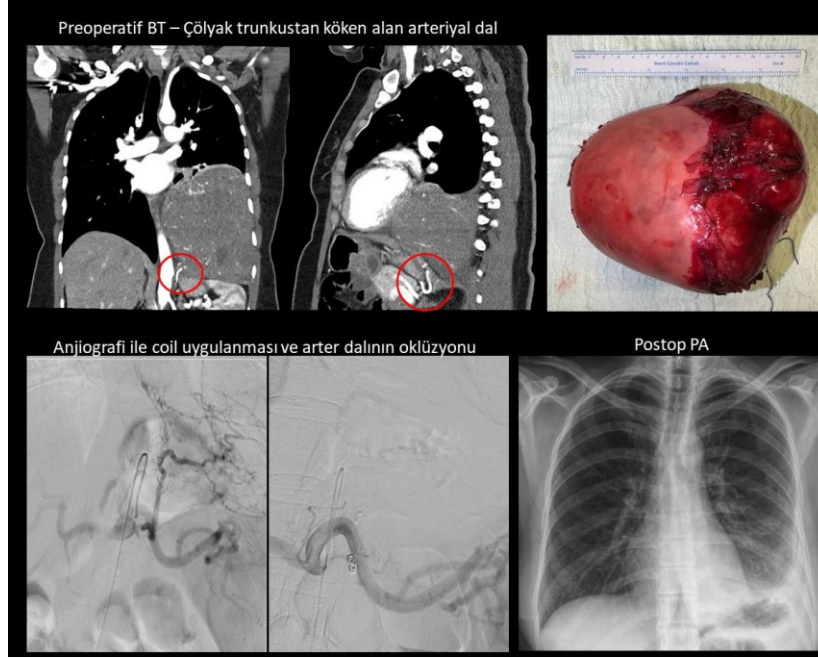 Preoperatif BT – Çölyak trunkustan köken alan arteriyal dal
Anjiografi ile coil uygulanması ve arter dalının oklüzyonu
Postop PA